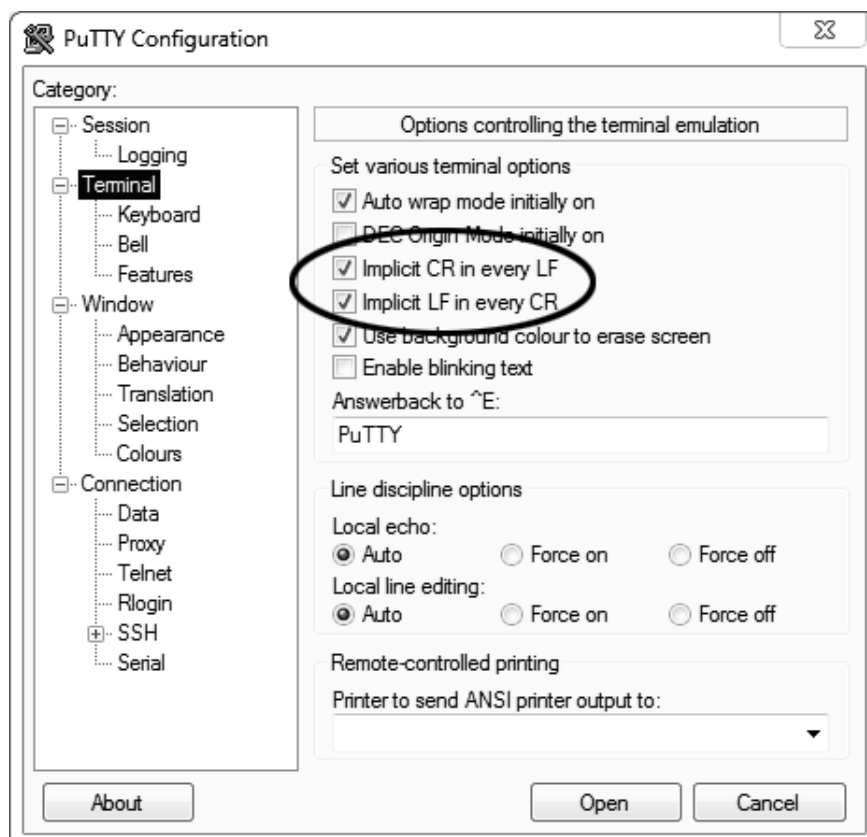 PuTTY Configuration
Category:
Session
Logging
Terminal
Keyboard
Bell
Features
Window
Appearance
Behaviour
Translation
Selection
Colours
Connection
Data
Proxy
Telnet
Rlogin
SSH
Serial
Options controlling the terminal emulation
Set various terminal options
Auto wrap mode initially on
DEC Origin Mode initially on
Implicit CR in every LF
Implicit LF in every CR
Use background colour to erase screen
Enable blinking text
Answerback to ^E:
PuTTY
Line discipline options
Local echo:
Auto Force on Force off
Local line editing:
Auto Force on Force off
Remote-controlled printing
Printer to send ANSI printer output to:
About Open Cancel